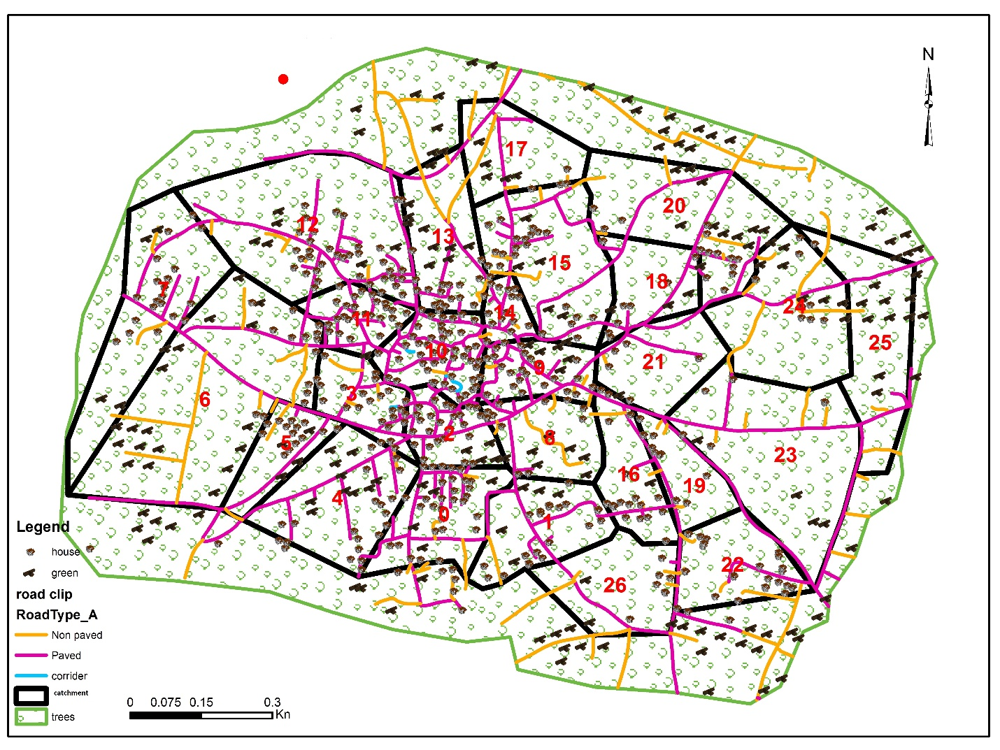 N
17
20
12
13
15
18
7
14
24
11
25
10
21
9
3
6
2
8
5
23
16
19
4
0
1
22
26
Legend
house
green
road clip
RoadType_A
Non paved
Paved
corrider
catchment
trees
0 0.075 0.15 0.3
Kn